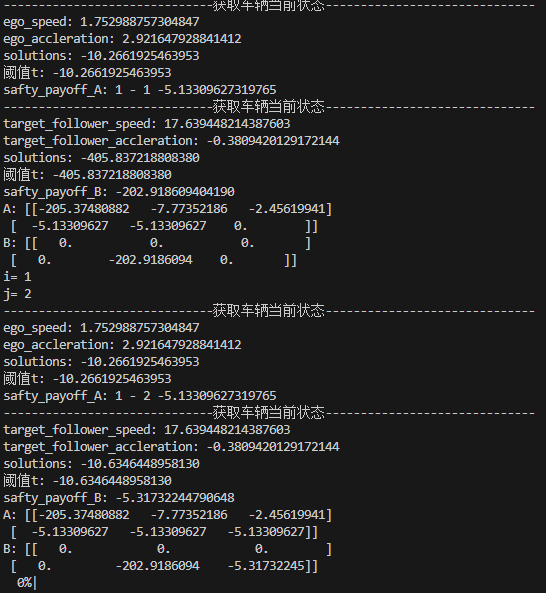 ------------------------------获取车辆当前状态------------------------------
ego_speed: 1.752988757304847
ego_accleration: 2.921647928841412
solutions: -10.2661925463953
阈值t: -10.2661925463953
safty_payoff_A: 1 - 1 -5.13309627319765
------------------------------获取车辆当前状态------------------------------
target_follower_speed: 17.639448214387603
target_follower_accleration: -0.3809420129172144
solutions: -405.837218808380
阈值t: -405.837218808380
safty_payoff_B: -202.918609404190
A: [[-205.37480882   -7.77352186   -2.45619941]
 [  -5.13309627   -5.13309627    0.        ]]
B: [[   0.            0.            0.       ]
 [   0.         -202.9186094    0.       ]]
i= 1
j= 2
------------------------------获取车辆当前状态------------------------------
ego_speed: 1.752988757304847
ego_accleration: 2.921647928841412
solutions: -10.2661925463953
阈值t: -10.2661925463953
safty_payoff_A: 1 - 2 -5.13309627319765
------------------------------获取车辆当前状态------------------------------
target_follower_speed: 17.639448214387603
target_follower_accleration: -0.3809420129172144
solutions: -10.6346448958130
阈值t: -10.6346448958130
safty_payoff_B: -5.31732244790648
A: [[-205.37480882   -7.77352186   -2.45619941]
 [  -5.13309627   -5.13309627   -5.13309627]]
B: [[   0.            0.            0.        ]
 [   0.         -202.9186094    -5.31732245]]
  0%|